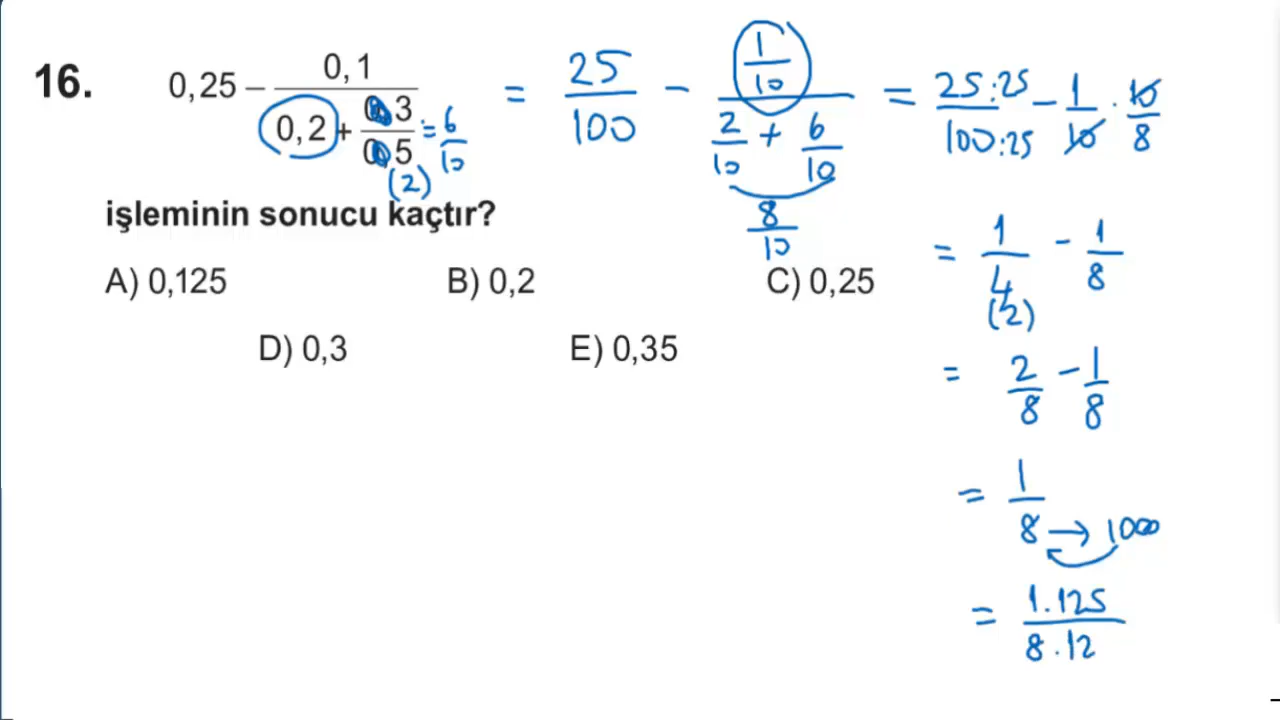 16. 0,25 − 0,1 / (0,2 + 0,3 / 0,5) = 6/10 (2) = 25/100 − (1/10) / (2/10 + 6/10) = 25:25 / 100:25 − 1/10 . 10/8
8/10
işleminin sonucu kaçtır?
= 1/4 (2) − 1/8
A) 0,125 B) 0,2 C) 0,25
D) 0,3 E) 0,35
= 2/8 − 1/8
= 1/8 → 1000
= 1.125 / 8.12